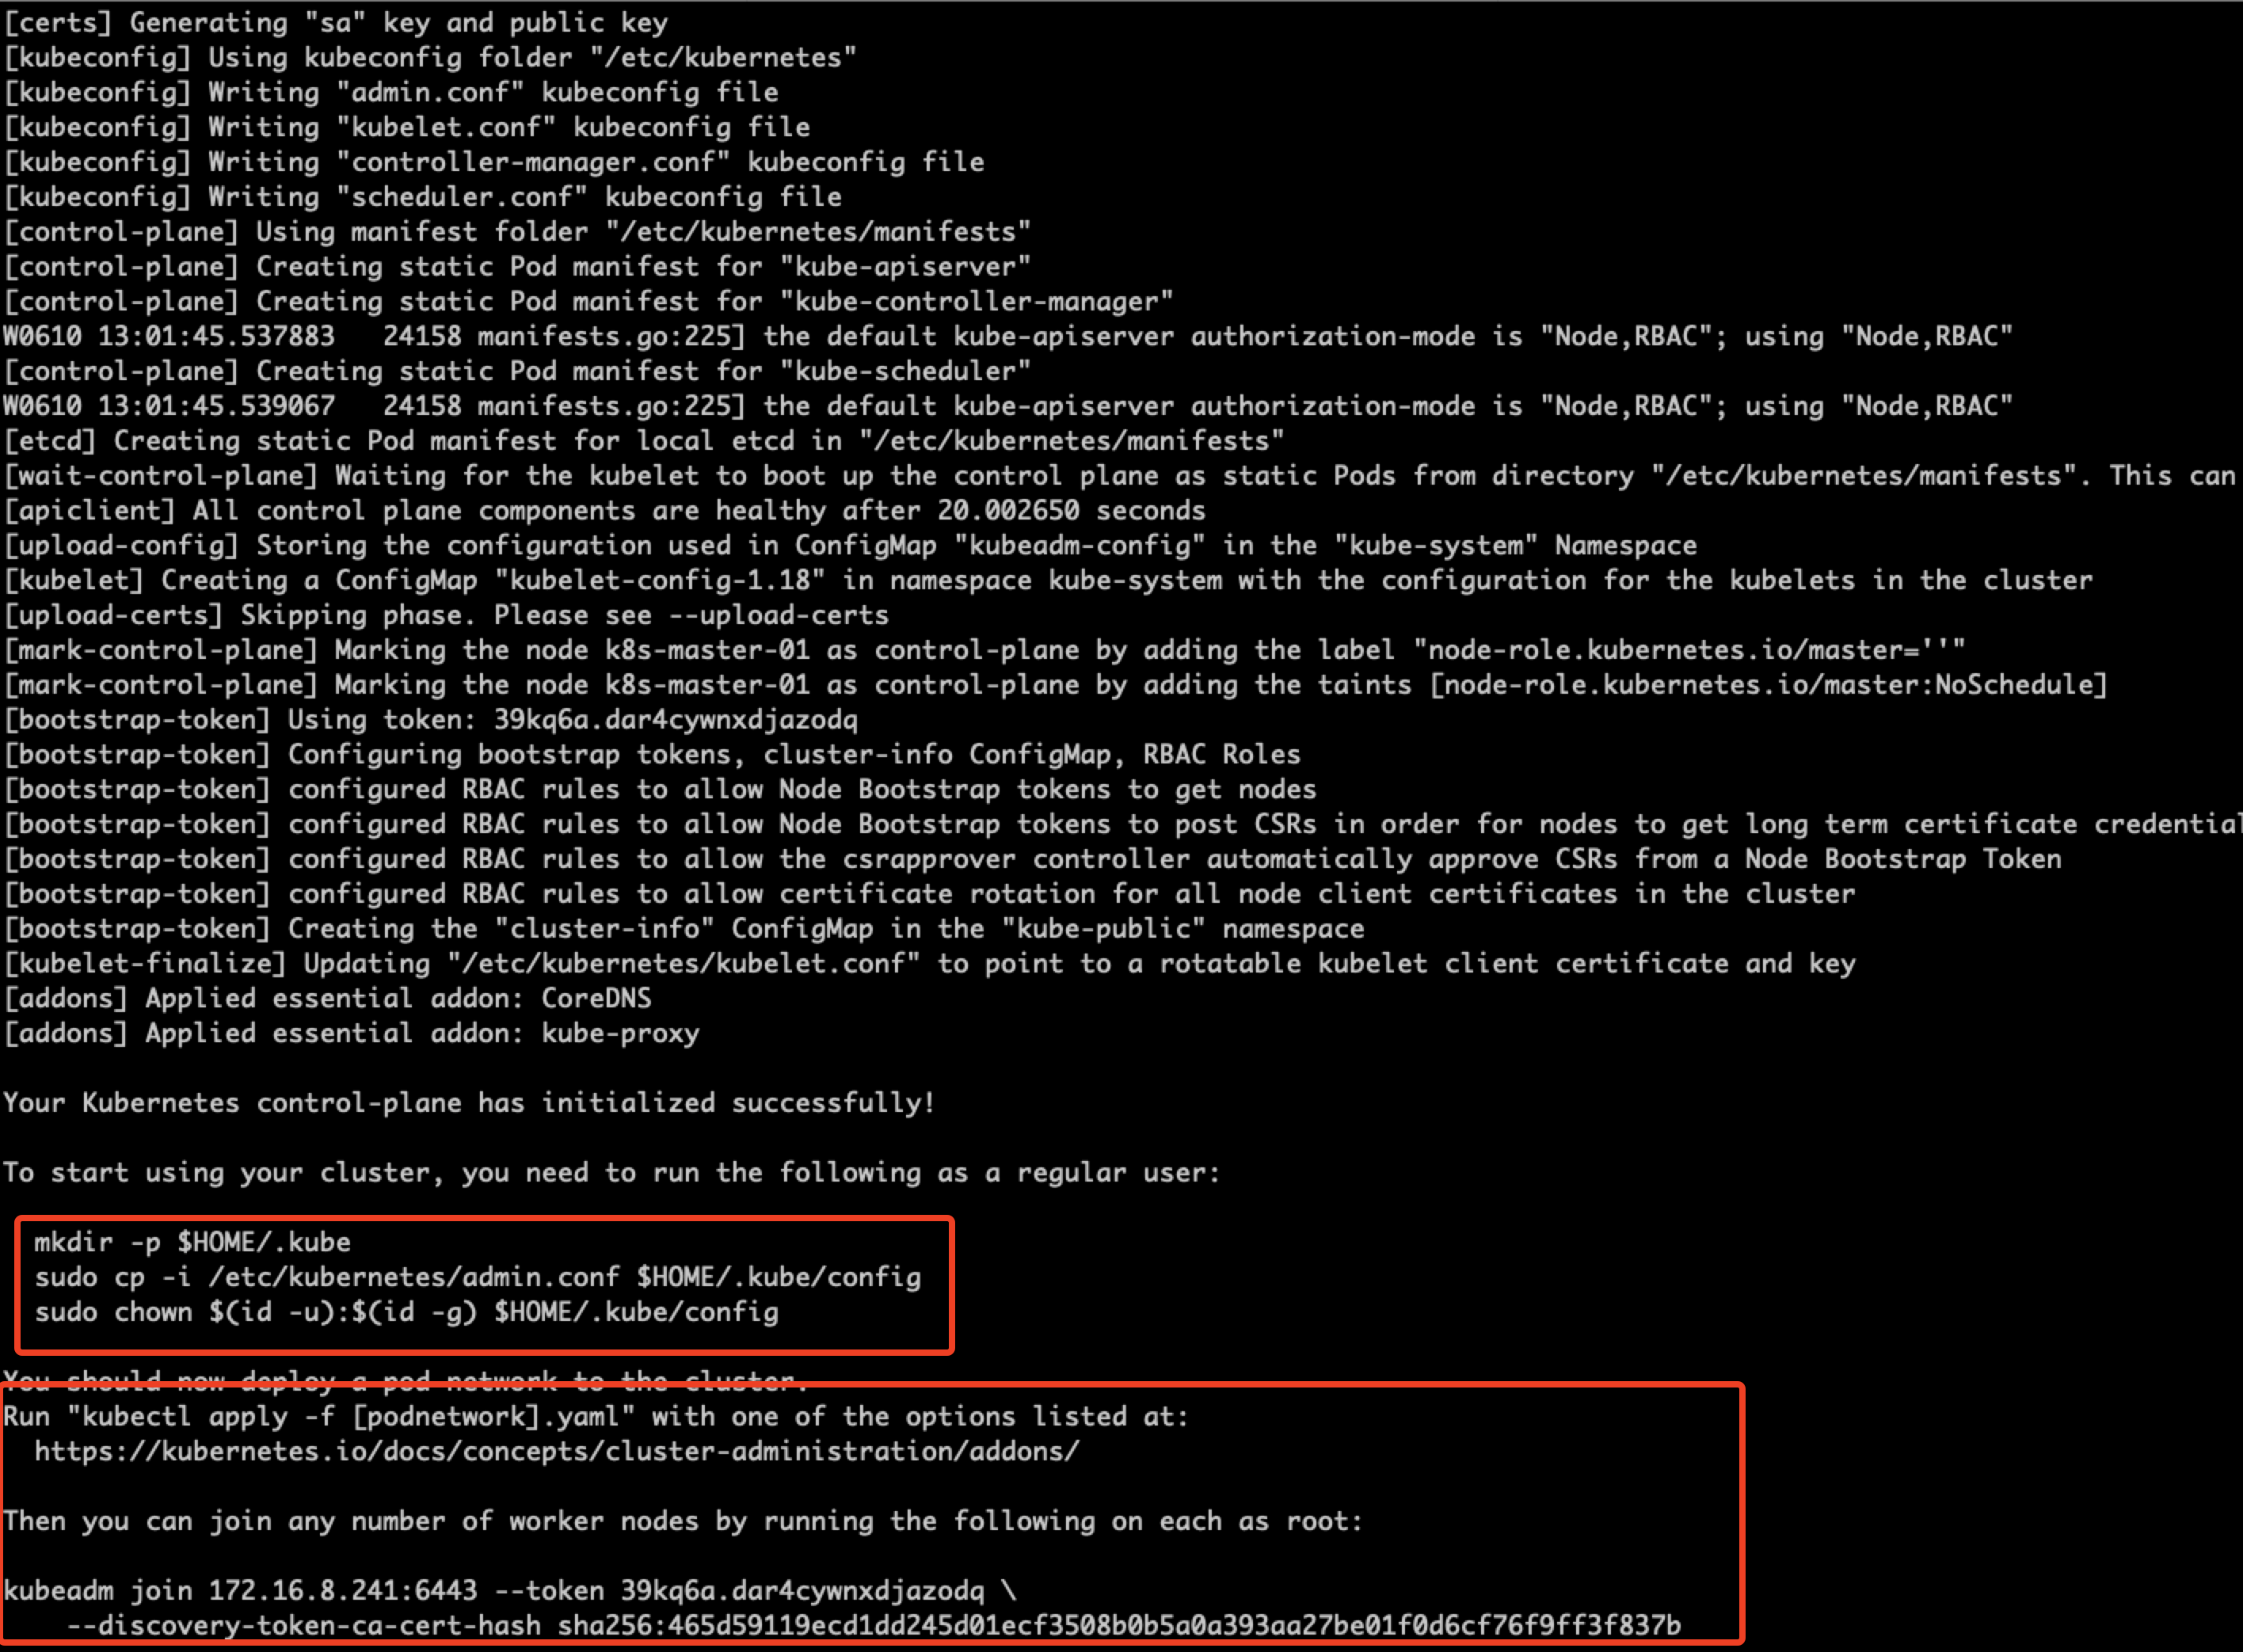 [certs] Generating "sa" key and public key
[kubeconfig] Using kubeconfig folder "/etc/kubernetes"
[kubeconfig] Writing "admin.conf" kubeconfig file
[kubeconfig] Writing "kubelet.conf" kubeconfig file
[kubeconfig] Writing "controller-manager.conf" kubeconfig file
[kubeconfig] Writing "scheduler.conf" kubeconfig file
[control-plane] Using manifest folder "/etc/kubernetes/manifests"
[control-plane] Creating static Pod manifest for "kube-apiserver"
[control-plane] Creating static Pod manifest for "kube-controller-manager"
W0610 13:01:45.537883   24158 manifests.go:225] the default kube-apiserver authorization-mode is "Node,RBAC"; using "Node,RBAC"
[control-plane] Creating static Pod manifest for "kube-scheduler"
W0610 13:01:45.539067   24158 manifests.go:225] the default kube-apiserver authorization-mode is "Node,RBAC"; using "Node,RBAC"
[etcd] Creating static Pod manifest for local etcd in "/etc/kubernetes/manifests"
[wait-control-plane] Waiting for the kubelet to boot up the control plane as static Pods from directory "/etc/kubernetes/manifests". This can
[apiclient] All control plane components are healthy after 20.002650 seconds
[upload-config] Storing the configuration used in ConfigMap "kubeadm-config" in the "kube-system" Namespace
[kubelet] Creating a ConfigMap "kubelet-config-1.18" in namespace kube-system with the configuration for the kubelets in the cluster
[upload-certs] Skipping phase. Please see --upload-certs
[mark-control-plane] Marking the node k8s-master-01 as control-plane by adding the label "node-role.kubernetes.io/master=''"
[mark-control-plane] Marking the node k8s-master-01 as control-plane by adding the taints [node-role.kubernetes.io/master:NoSchedule]
[bootstrap-token] Using token: 39kq6a.dar4cywnxdjazodq
[bootstrap-token] Configuring bootstrap tokens, cluster-info ConfigMap, RBAC Roles
[bootstrap-token] configured RBAC rules to allow Node Bootstrap tokens to get nodes
[bootstrap-token] configured RBAC rules to allow Node Bootstrap tokens to post CSRs in order for nodes to get long term certificate credential
[bootstrap-token] configured RBAC rules to allow the csrapprover controller automatically approve CSRs from a Node Bootstrap Token
[bootstrap-token] configured RBAC rules to allow certificate rotation for all node client certificates in the cluster
[bootstrap-token] Creating the "cluster-info" ConfigMap in the "kube-public" namespace
[kubelet-finalize] Updating "/etc/kubernetes/kubelet.conf" to point to a rotatable kubelet client certificate and key
[addons] Applied essential addon: CoreDNS
[addons] Applied essential addon: kube-proxy
Your Kubernetes control-plane has initialized successfully!
To start using your cluster, you need to run the following as a regular user:
mkdir -p $HOME/.kube
sudo cp -i /etc/kubernetes/admin.conf $HOME/.kube/config
sudo chown $(id -u):$(id -g) $HOME/.kube/config
You should now deploy a pod network to the cluster.
Run "kubectl apply -f [podnetwork].yaml" with one of the options listed at:
https://kubernetes.io/docs/concepts/cluster-administration/addons/
Then you can join any number of worker nodes by running the following on each as root:
kubeadm join 172.16.8.241:6443 --token 39kq6a.dar4cywnxdjazodq \
--discovery-token-ca-cert-hash sha256:465d59119ecd1dd245d01ecf3508b0b5a0a393aa27be01f0d6cf76f9ff3f837b